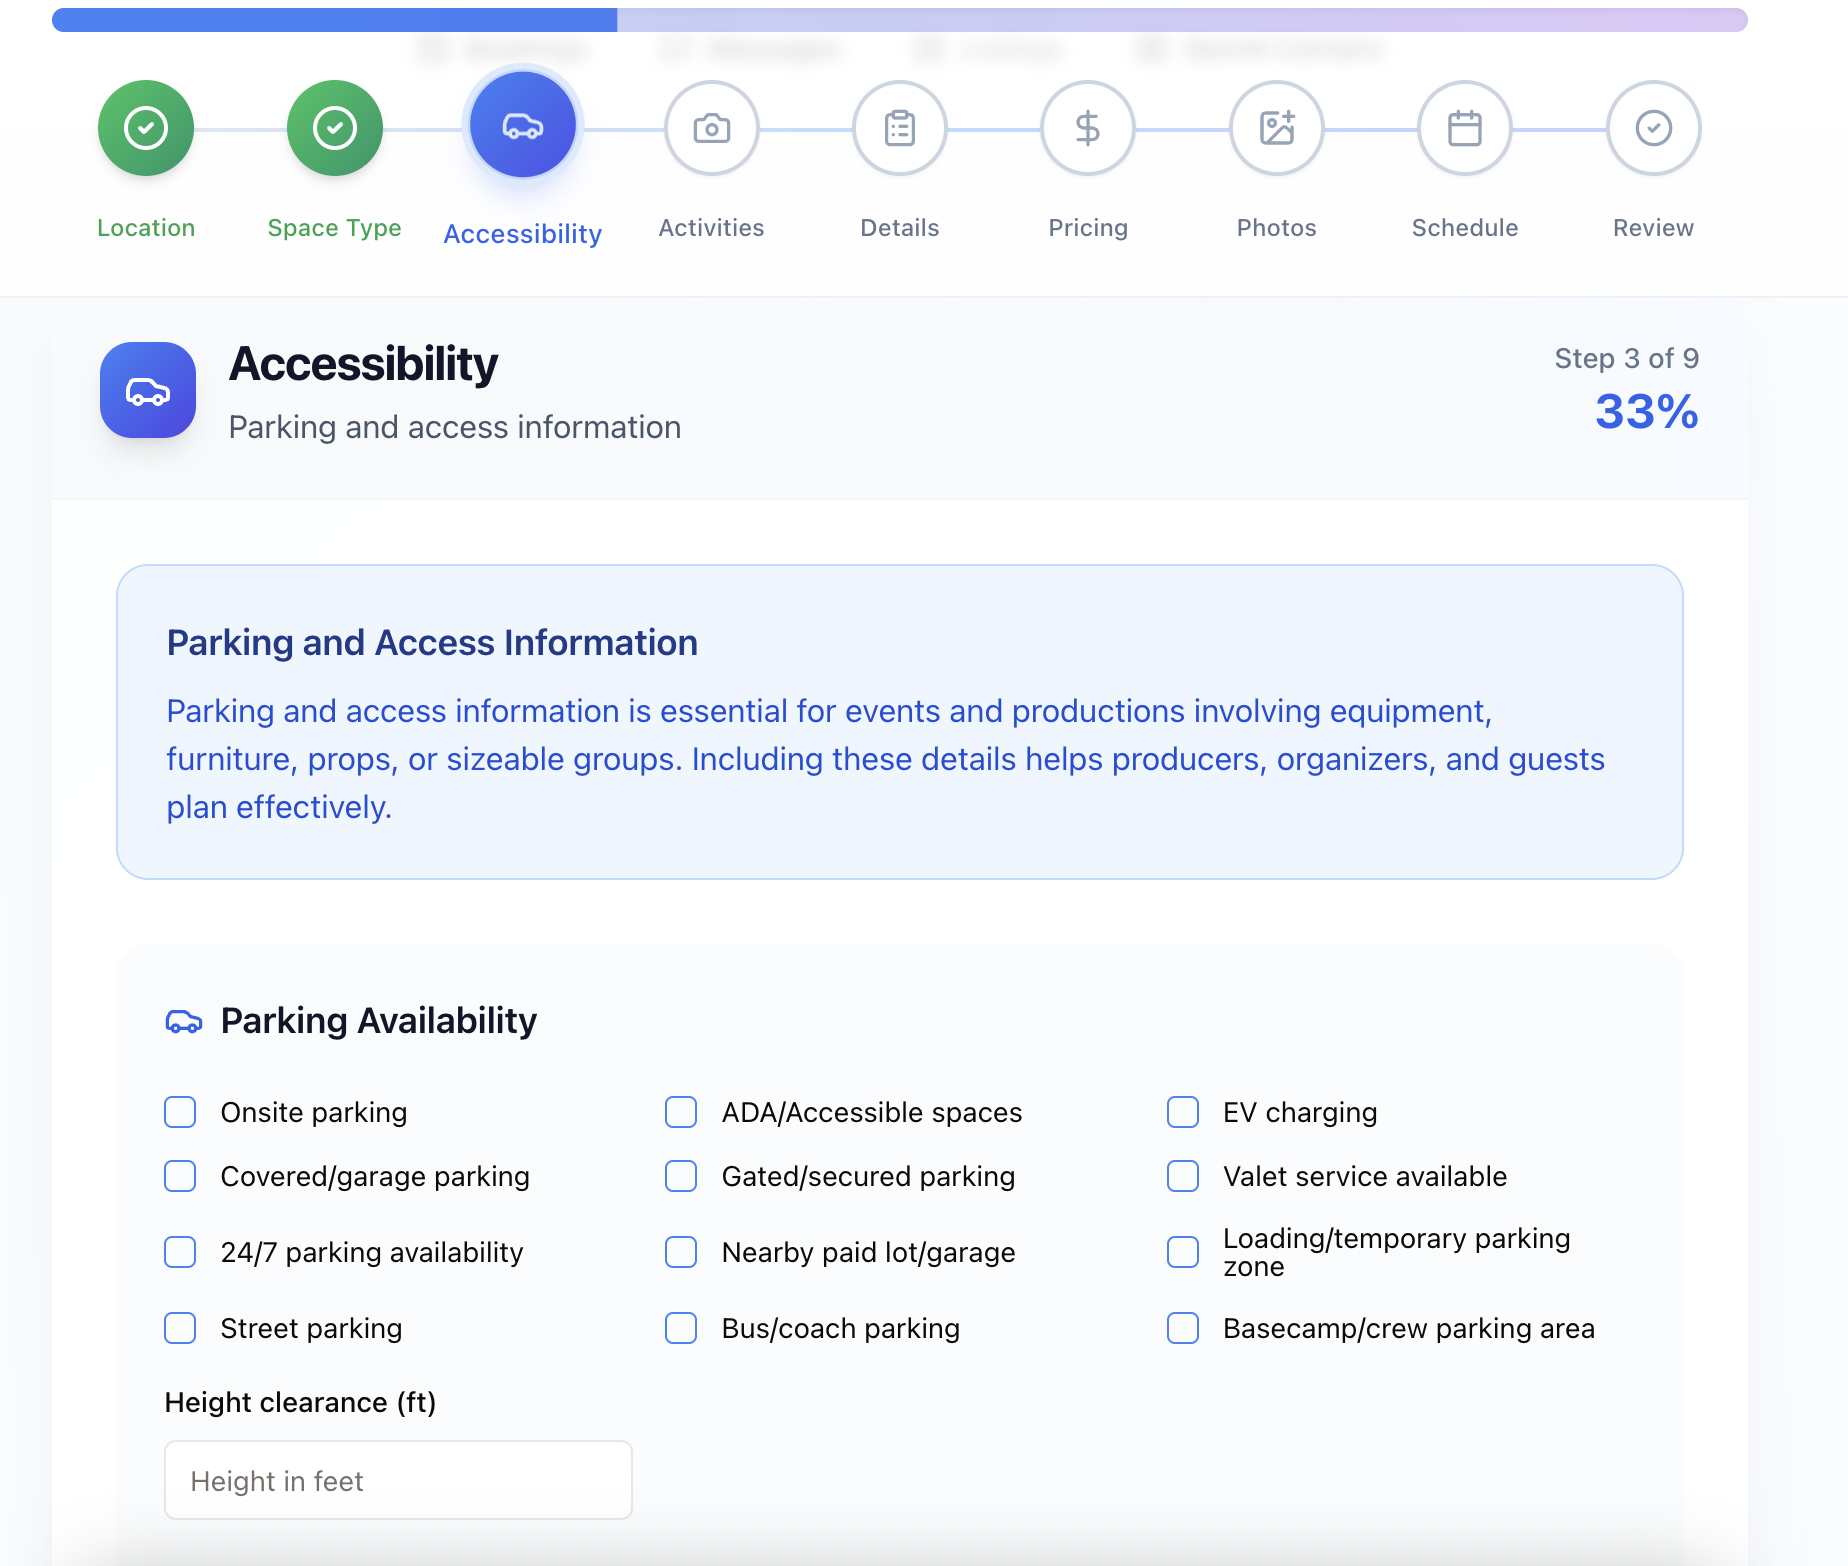 Location
Space Type
Accessibility
Activities
Details
Pricing
Photos
Schedule
Review
Accessibility
Parking and access information
Step 3 of 9
33%
Parking and Access Information
Parking and access information is essential for events and productions involving equipment,
furniture, props, or sizeable groups. Including these details helps producers, organizers, and guests
plan effectively.
Parking Availability
Onsite parking
ADA/Accessible spaces
EV charging
Covered/garage parking
Gated/secured parking
Valet service available
24/7 parking availability
Nearby paid lot/garage
Loading/temporary parking
zone
Street parking
Bus/coach parking
Basecamp/crew parking area
Height clearance (ft)
Height in feet